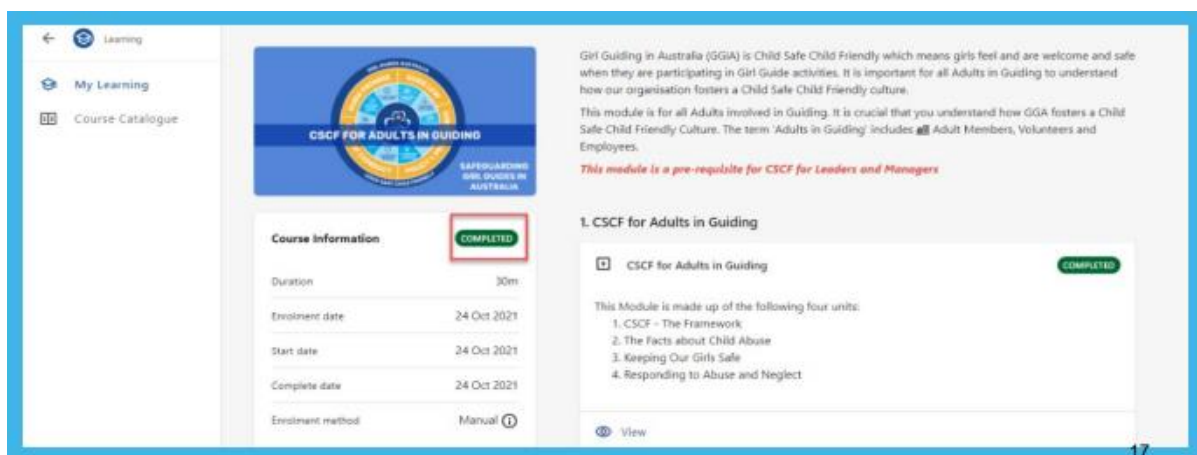 Learning
My Learning
Course Catalogue
CSCF FOR ADULTS IN GUIDING
SAFEGUARDING
GIRL GUIDES IN
AUSTRALIA
Girl Guiding in Australia (GGiA) is Child Safe Child Friendly which means girls feel and are welcome and safe
when they are participating in Girl Guide activities. It is important for all Adults in Guiding to understand
how our organisation fosters a Child Safe Child Friendly culture.
This module is for all Adults involved in Guiding. It is crucial that you understand how GGA fosters a Child
Safe Child Friendly Culture. The term 'Adults in Guiding' includes all Adult Members, Volunteers and
Employees.
This module is a pre-requisite for CSCF for Leaders and Managers
Course Information
COMPLETED
Duration 30m
Enrolment date 24 Oct 2021
Start date 24 Oct 2021
Complete date 24 Oct 2021
Enrolment method Manual
1. CSCF for Adults in Guiding
CSCF for Adults in Guiding
COMPLETED
This Module is made up of the following four units:
1. CSCF - The Framework
2. The Facts about Child Abuse
3. Keeping Our Girls Safe
4. Responding to Abuse and Neglect
View
17